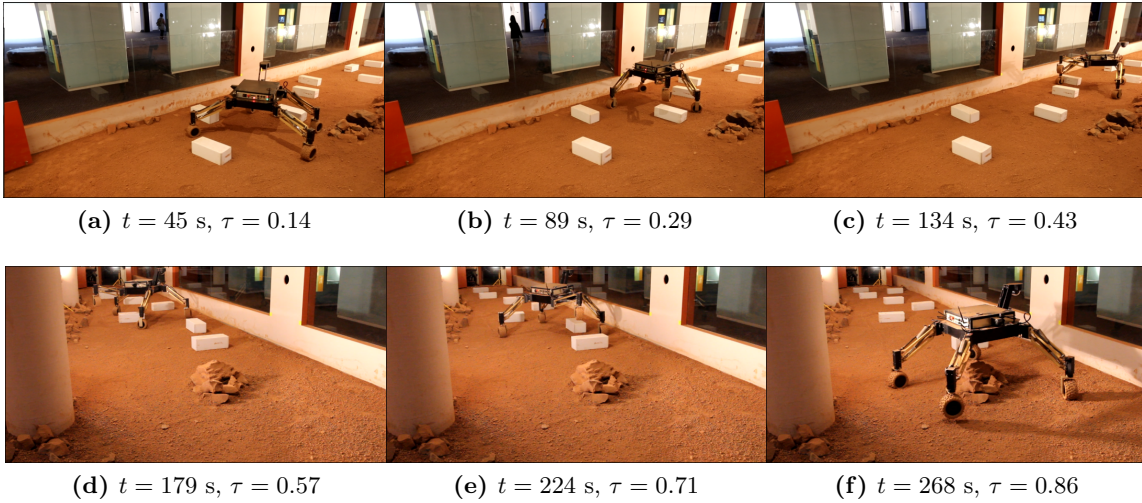 (a) t = 45 s, τ = 0.14
(b) t = 89 s, τ = 0.29
(c) t = 134 s, τ = 0.43
(d) t = 179 s, τ = 0.57
(e) t = 224 s, τ = 0.71
(f) t = 268 s, τ = 0.86